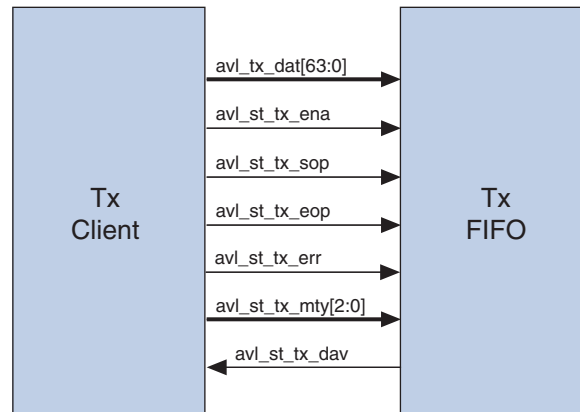 avl_tx_dat[63:0]
avl_st_tx_ena
avl_st_tx_sop
Tx
Client
Tx
FIFO
avl_st_tx_eop
avl_st_tx_err
avl_st_tx_mty[2:0]
avl_st_tx_dav